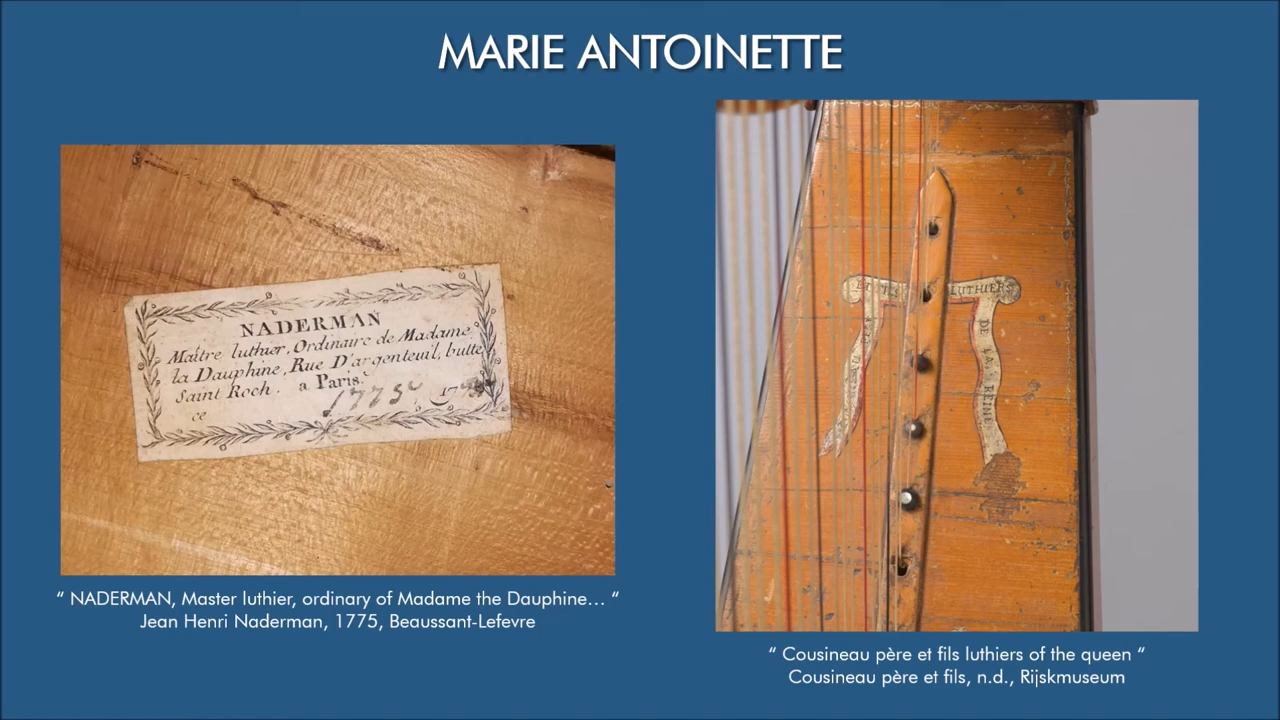 MARIE ANTOINETTE
NADERMAN
Maître luthier, Ordinaire de Madame
la Dauphine, Rue D'argenteuil, butte
Saint Roch. a Paris.
ce 1775 17
“ NADERMAN, Master luthier, ordinary of Madame the Dauphine... “
Jean Henri Naderman, 1775, Beaussant-Lefevre
LUTHIERS
DE LA REINE
“ Cousineau père et fils luthiers of the queen “
Cousineau père et fils, n.d., Rijskmuseum